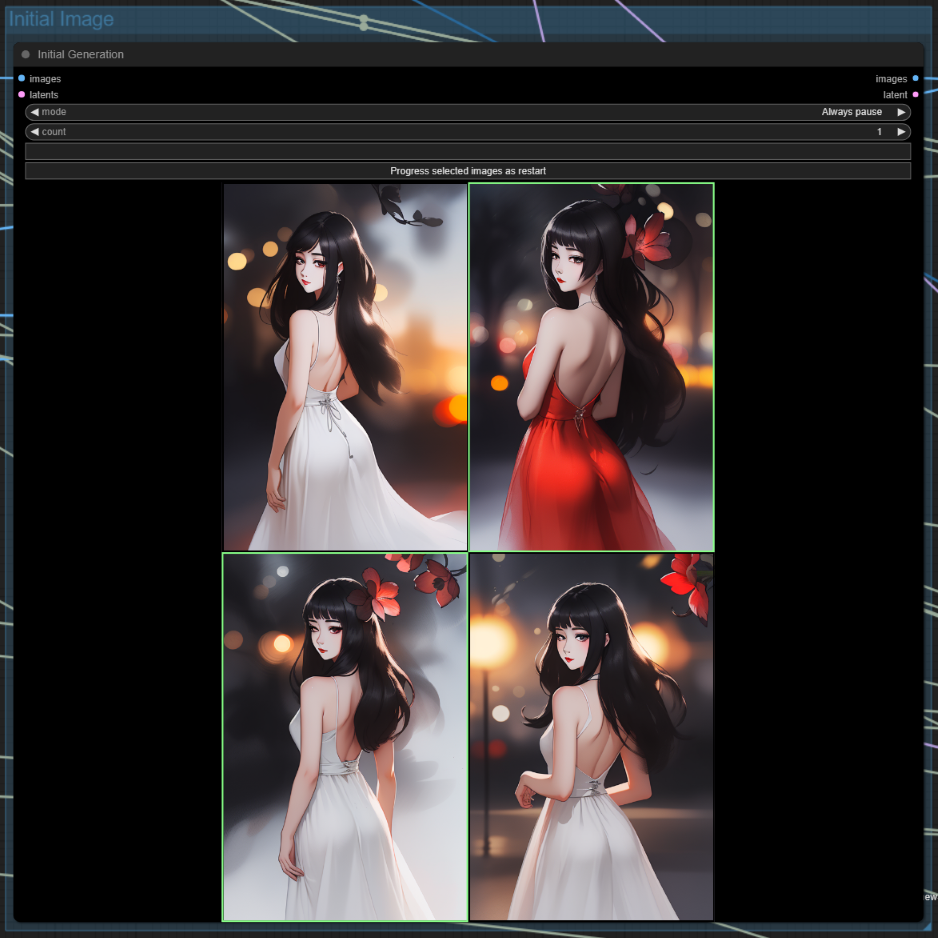 Initial Image
Initial Generation
images images
latents latent
mode Always pause
count 1
Progress selected images as restart
ew